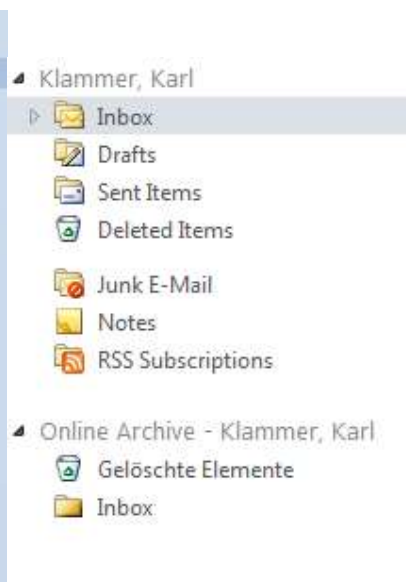 Klammer, Karl
Inbox
Drafts
Sent Items
Deleted Items
Junk E-Mail
Notes
RSS Subscriptions
Online Archive - Klammer, Karl
Gelöschte Elemente
Inbox